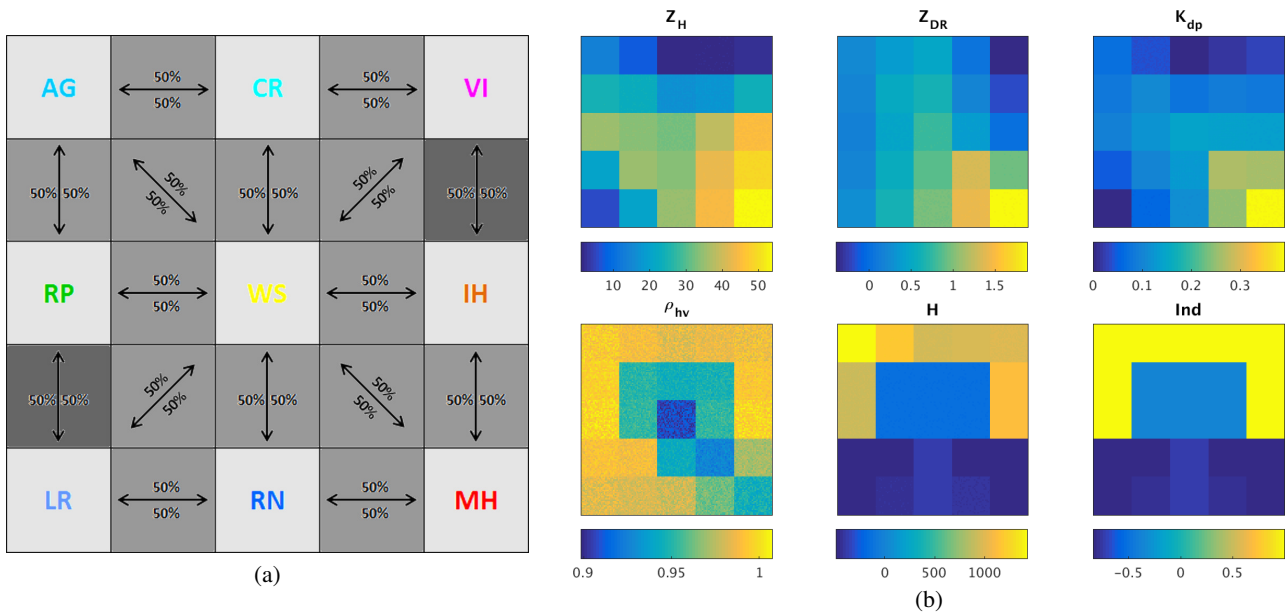 AG 50% 50% CR 50% 50% VI
50% 50% 50% 50% 50% 50% 50% 50% 50% 50%
RP 50% 50% WS 50% 50% IH
50% 50% 50% 50% 50% 50% 50% 50% 50% 50%
LR 50% 50% RN 50% 50% MH
(a)
Z_H
10 20 30 40 50
Z_DR
0 0.5 1 1.5
K_dp
0 0.1 0.2 0.3
ρ_hv
0.9 0.95 1
H
0 500 1000
Ind
−0.5 0 0.5
(b)